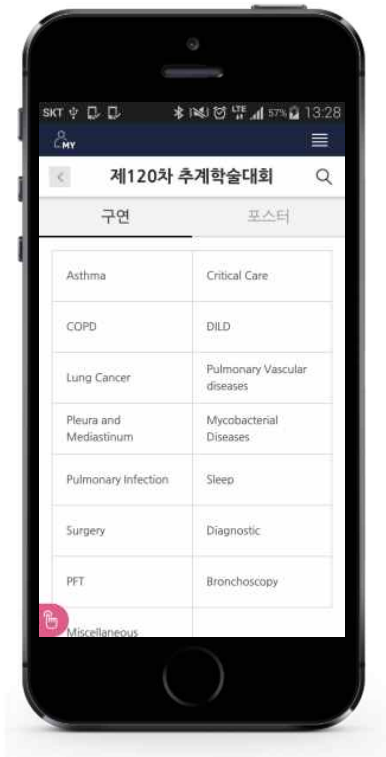 SKT 57% 13:28
LTE
MY
제120차 추계학술대회
구연 포스터
Asthma Critical Care
COPD DILD
Lung Cancer Pulmonary Vascular
diseases
Pleura and Mycobacterial
Mediastinum Diseases
Pulmonary Infection Sleep
Surgery Diagnostic
PFT Bronchoscopy
Miscellaneous